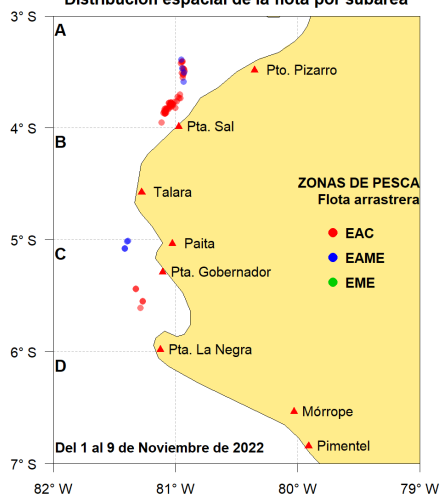 Distribución espacial de la flota por subárea
3° S
A
Pto. Pizarro
Pta. Sal
4° S
B
Talara
ZONAS DE PESCA
Flota arrastrera
EAC
EAME
EME
5° S
C
Paita
Pta. Gobernador
6° S
D
Pta. La Negra
Mórrope
Pimentel
Del 1 al 9 de Noviembre de 2022
7° S
82° W 81° W 80° W 79° W